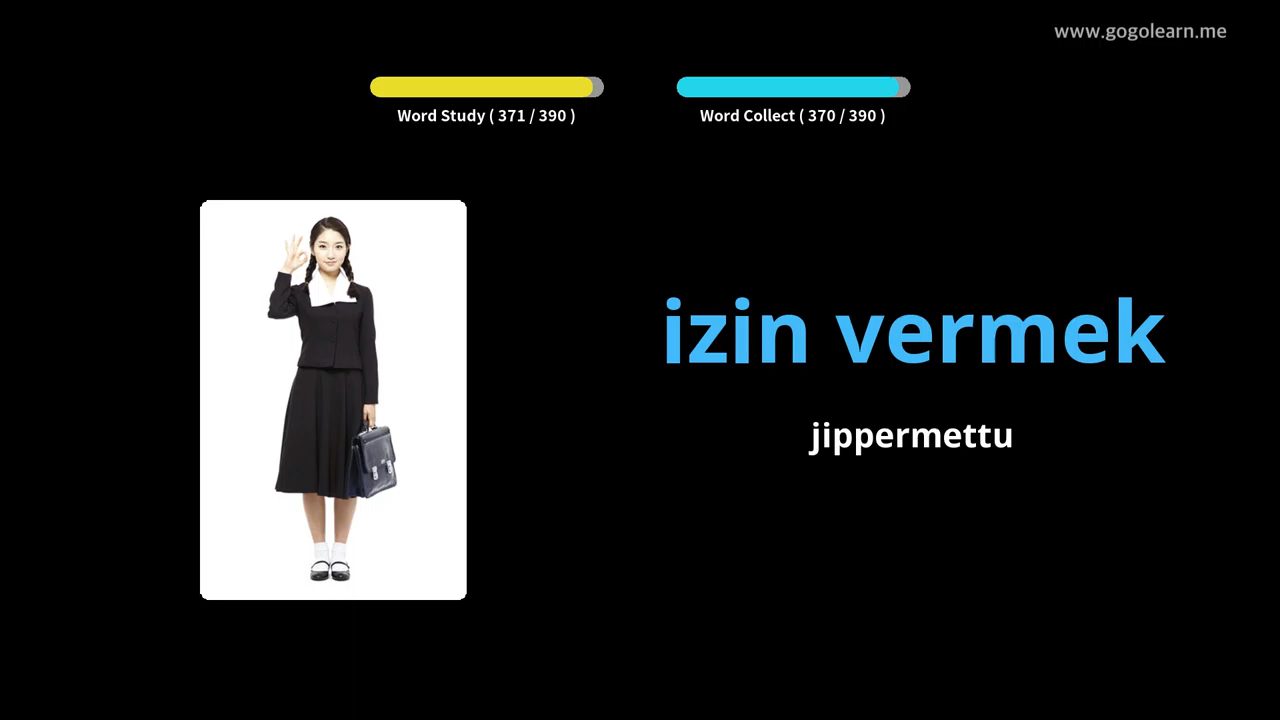 www.gogolearn.me
Word Study ( 371 / 390 )
Word Collect ( 370 / 390 )
izin vermek
jippermettu